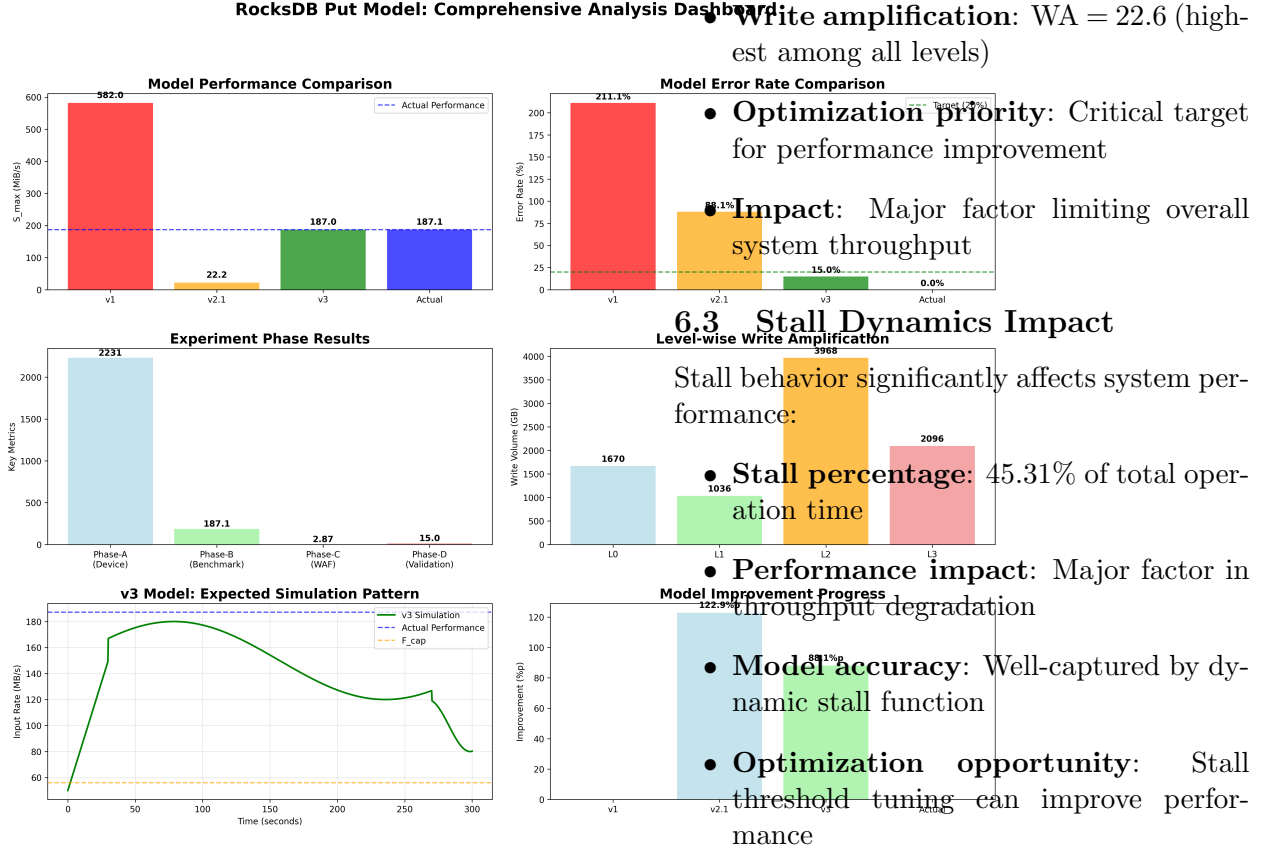 RocksDB Put Model: Comprehensive Analysis Dashboard
Model Performance Comparison
S_max (MiB/s)
600
500
400
300
200
100
0
582.0
22.2
187.0
187.1
Actual Performance
v1
v2.1
v3
Actual
Model Error Rate Comparison
Error Rate (%)
200
175
150
125
100
75
50
25
0
211.1%
88.1%
15.0%
0.0%
Target (20%)
v1
v2.1
v3
Actual
Experiment Phase Results
Key Metrics
2000
1500
1000
500
0
2231
187.1
2.87
15.0
Phase-A
(Device)
Phase-B
(Benchmark)
Phase-C
(WAF)
Phase-D
(Validation)
Level-wise Write Amplification
Write Volume (GB)
4000
3500
3000
2500
2000
1500
1000
500
0
1670
1036
3968
2096
L0
L1
L2
L3
v3 Model: Expected Simulation Pattern
Input Rate (MB/s)
180
160
140
120
100
80
60
v3 Simulation
Actual Performance
F_cap
0
50
100
150
200
250
300
Time (seconds)
Model Improvement Progress
Improvement (%p)
120
100
80
60
40
20
0
122.9%p
88.1%p
v1
v2.1
v3
Actual
• Write amplification: WA = 22.6 (high-
est among all levels)
• Optimization priority: Critical target
for performance improvement
• Impact: Major factor limiting overall
system throughput
6.3 Stall Dynamics Impact
Stall behavior significantly affects system per-
formance:
• Stall percentage: 45.31% of total oper-
ation time
• Performance impact: Major factor in
throughput degradation
• Model accuracy: Well-captured by dy-
namic stall function
• Optimization opportunity: Stall
threshold tuning can improve perfor-
mance